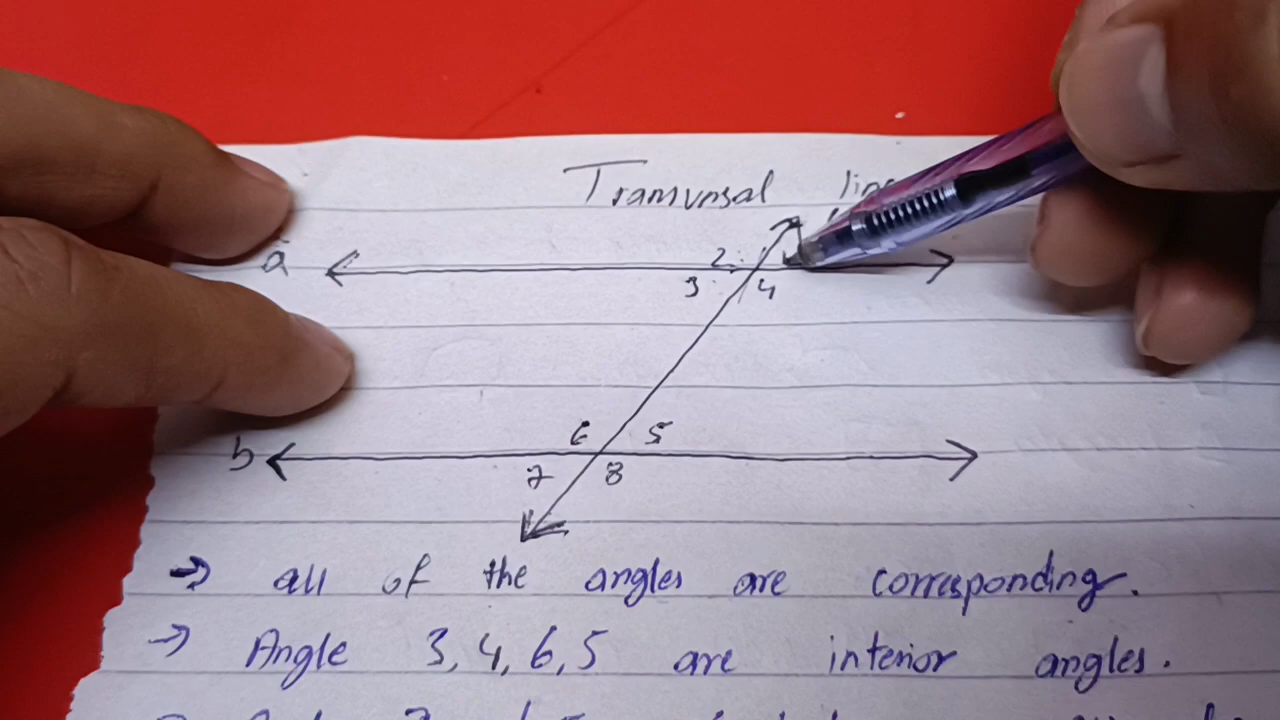 Transversal line
a
2
3 4
6 5
b
7 8
→ all of the angles are corresponding.
→ Angle 3, 4, 6, 5 are interior angles.